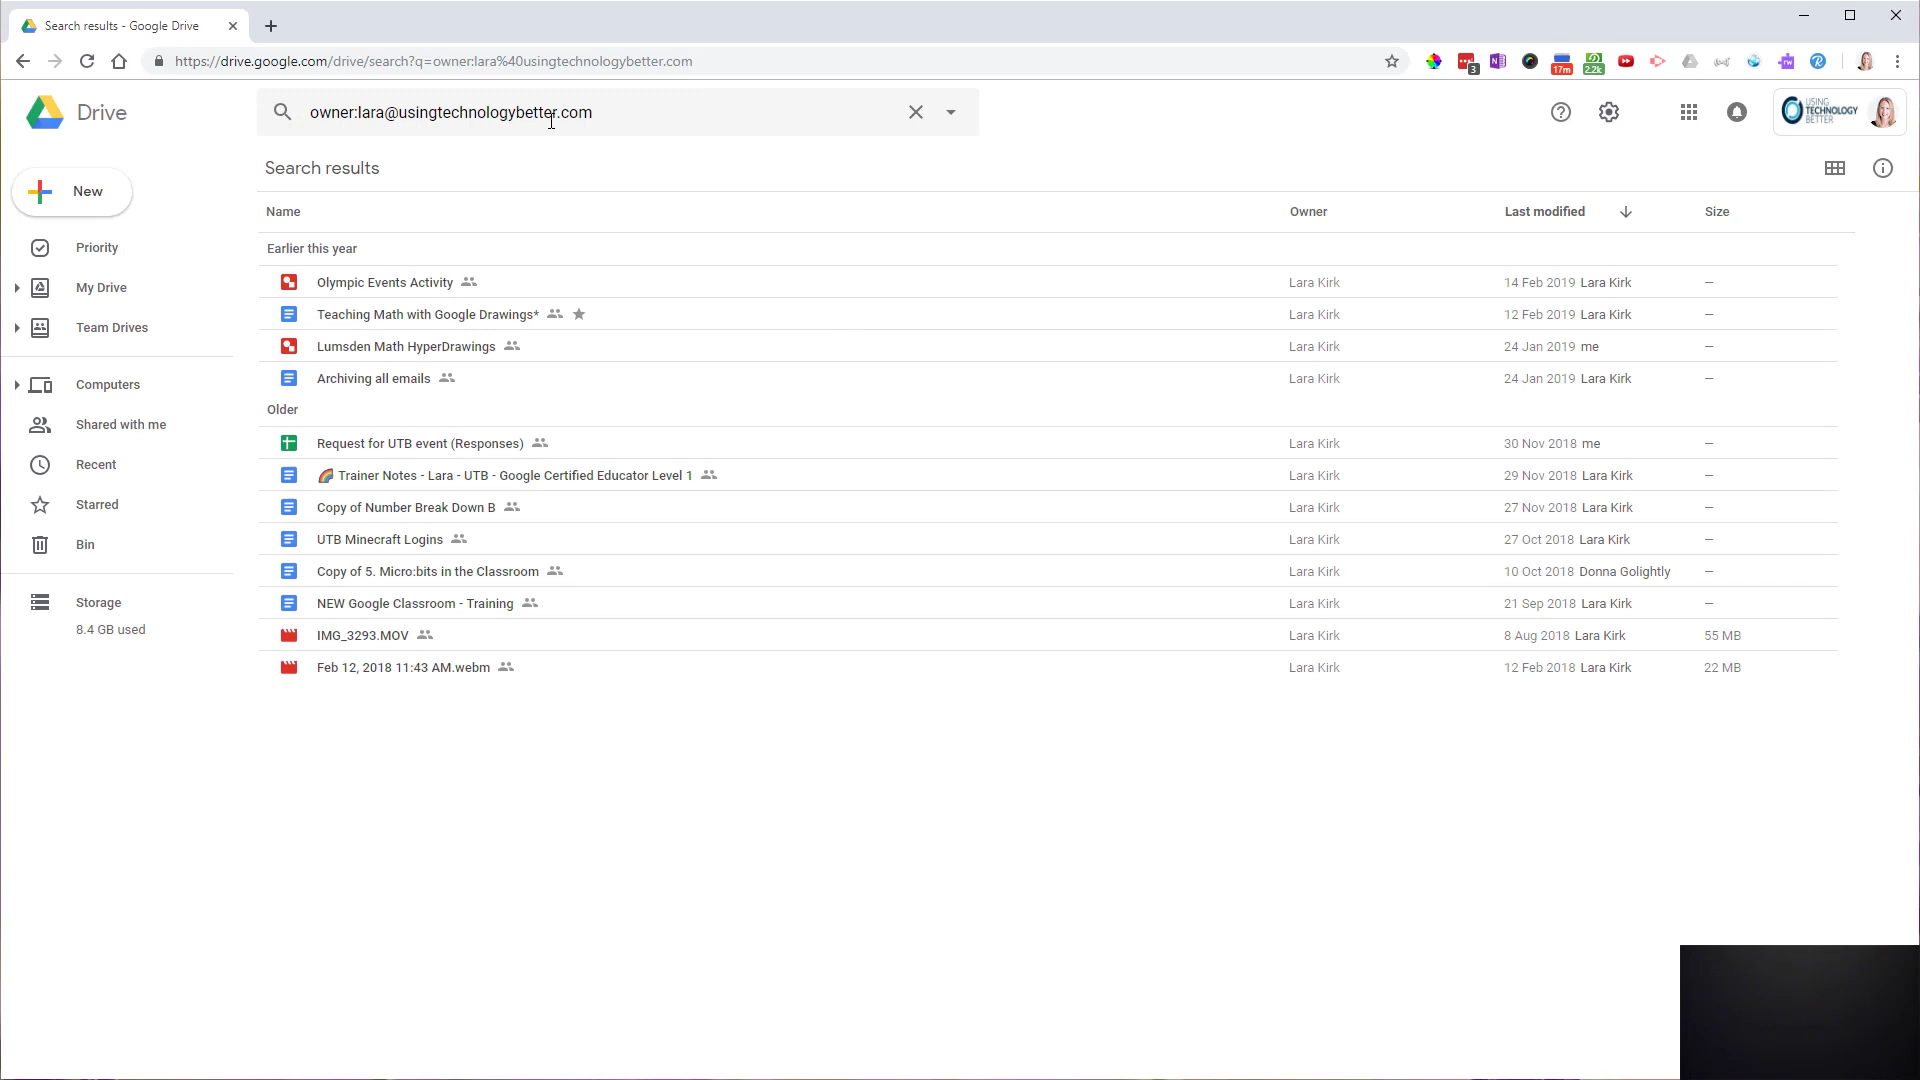 Search results - Google Drive
https://drive.google.com/drive/search?q=owner:lara%40usingtechnologybetter.com
3
17m
2.2k
Drive
owner:lara@usingtechnologybetter.com
USING
TECHNOLOGY
BETTER
New
Search results
Name Owner Last modified Size
Priority
My Drive
Team Drives
Computers
Shared with me
Recent
Starred
Bin
Storage
8.4 GB used
Earlier this year
Olympic Events Activity Lara Kirk 14 Feb 2019 Lara Kirk –
Teaching Math with Google Drawings* Lara Kirk 12 Feb 2019 Lara Kirk –
Lumsden Math HyperDrawings Lara Kirk 24 Jan 2019 me –
Archiving all emails Lara Kirk 24 Jan 2019 Lara Kirk –
Older
Request for UTB event (Responses) Lara Kirk 30 Nov 2018 me –
🌈 Trainer Notes - Lara - UTB - Google Certified Educator Level 1 Lara Kirk 29 Nov 2018 Lara Kirk –
Copy of Number Break Down B Lara Kirk 27 Nov 2018 Lara Kirk –
UTB Minecraft Logins Lara Kirk 27 Oct 2018 Lara Kirk –
Copy of 5. Micro:bits in the Classroom Lara Kirk 10 Oct 2018 Donna Golightly –
NEW Google Classroom - Training Lara Kirk 21 Sep 2018 Lara Kirk –
IMG_3293.MOV Lara Kirk 8 Aug 2018 Lara Kirk 55 MB
Feb 12, 2018 11:43 AM.webm Lara Kirk 12 Feb 2018 Lara Kirk 22 MB